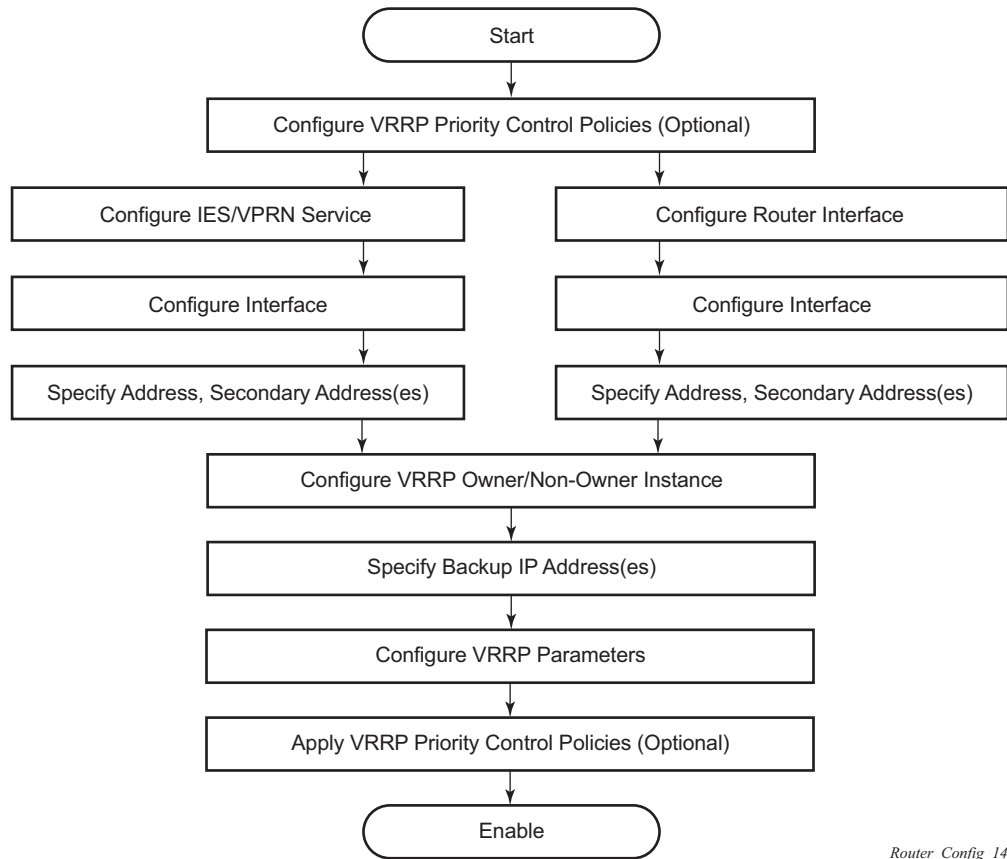 Start
Configure VRRP Priority Control Policies (Optional)
Configure IES/VPRN Service
Configure Router Interface
Configure Interface
Configure Interface
Specify Address, Secondary Address(es)
Specify Address, Secondary Address(es)
Configure VRRP Owner/Non-Owner Instance
Specify Backup IP Address(es)
Configure VRRP Parameters
Apply VRRP Priority Control Policies (Optional)
Enable
Router_Config_14